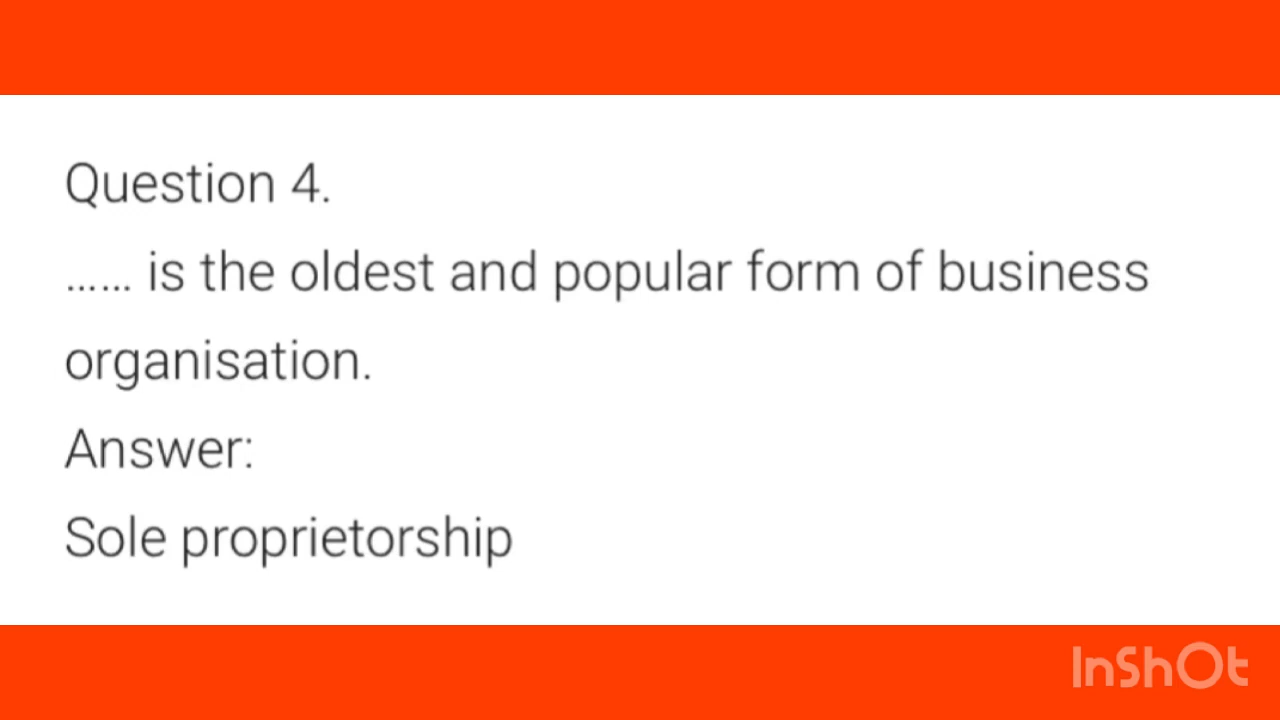 Question 4.
...... is the oldest and popular form of business
organisation.
Answer:
Sole proprietorship
InShOt